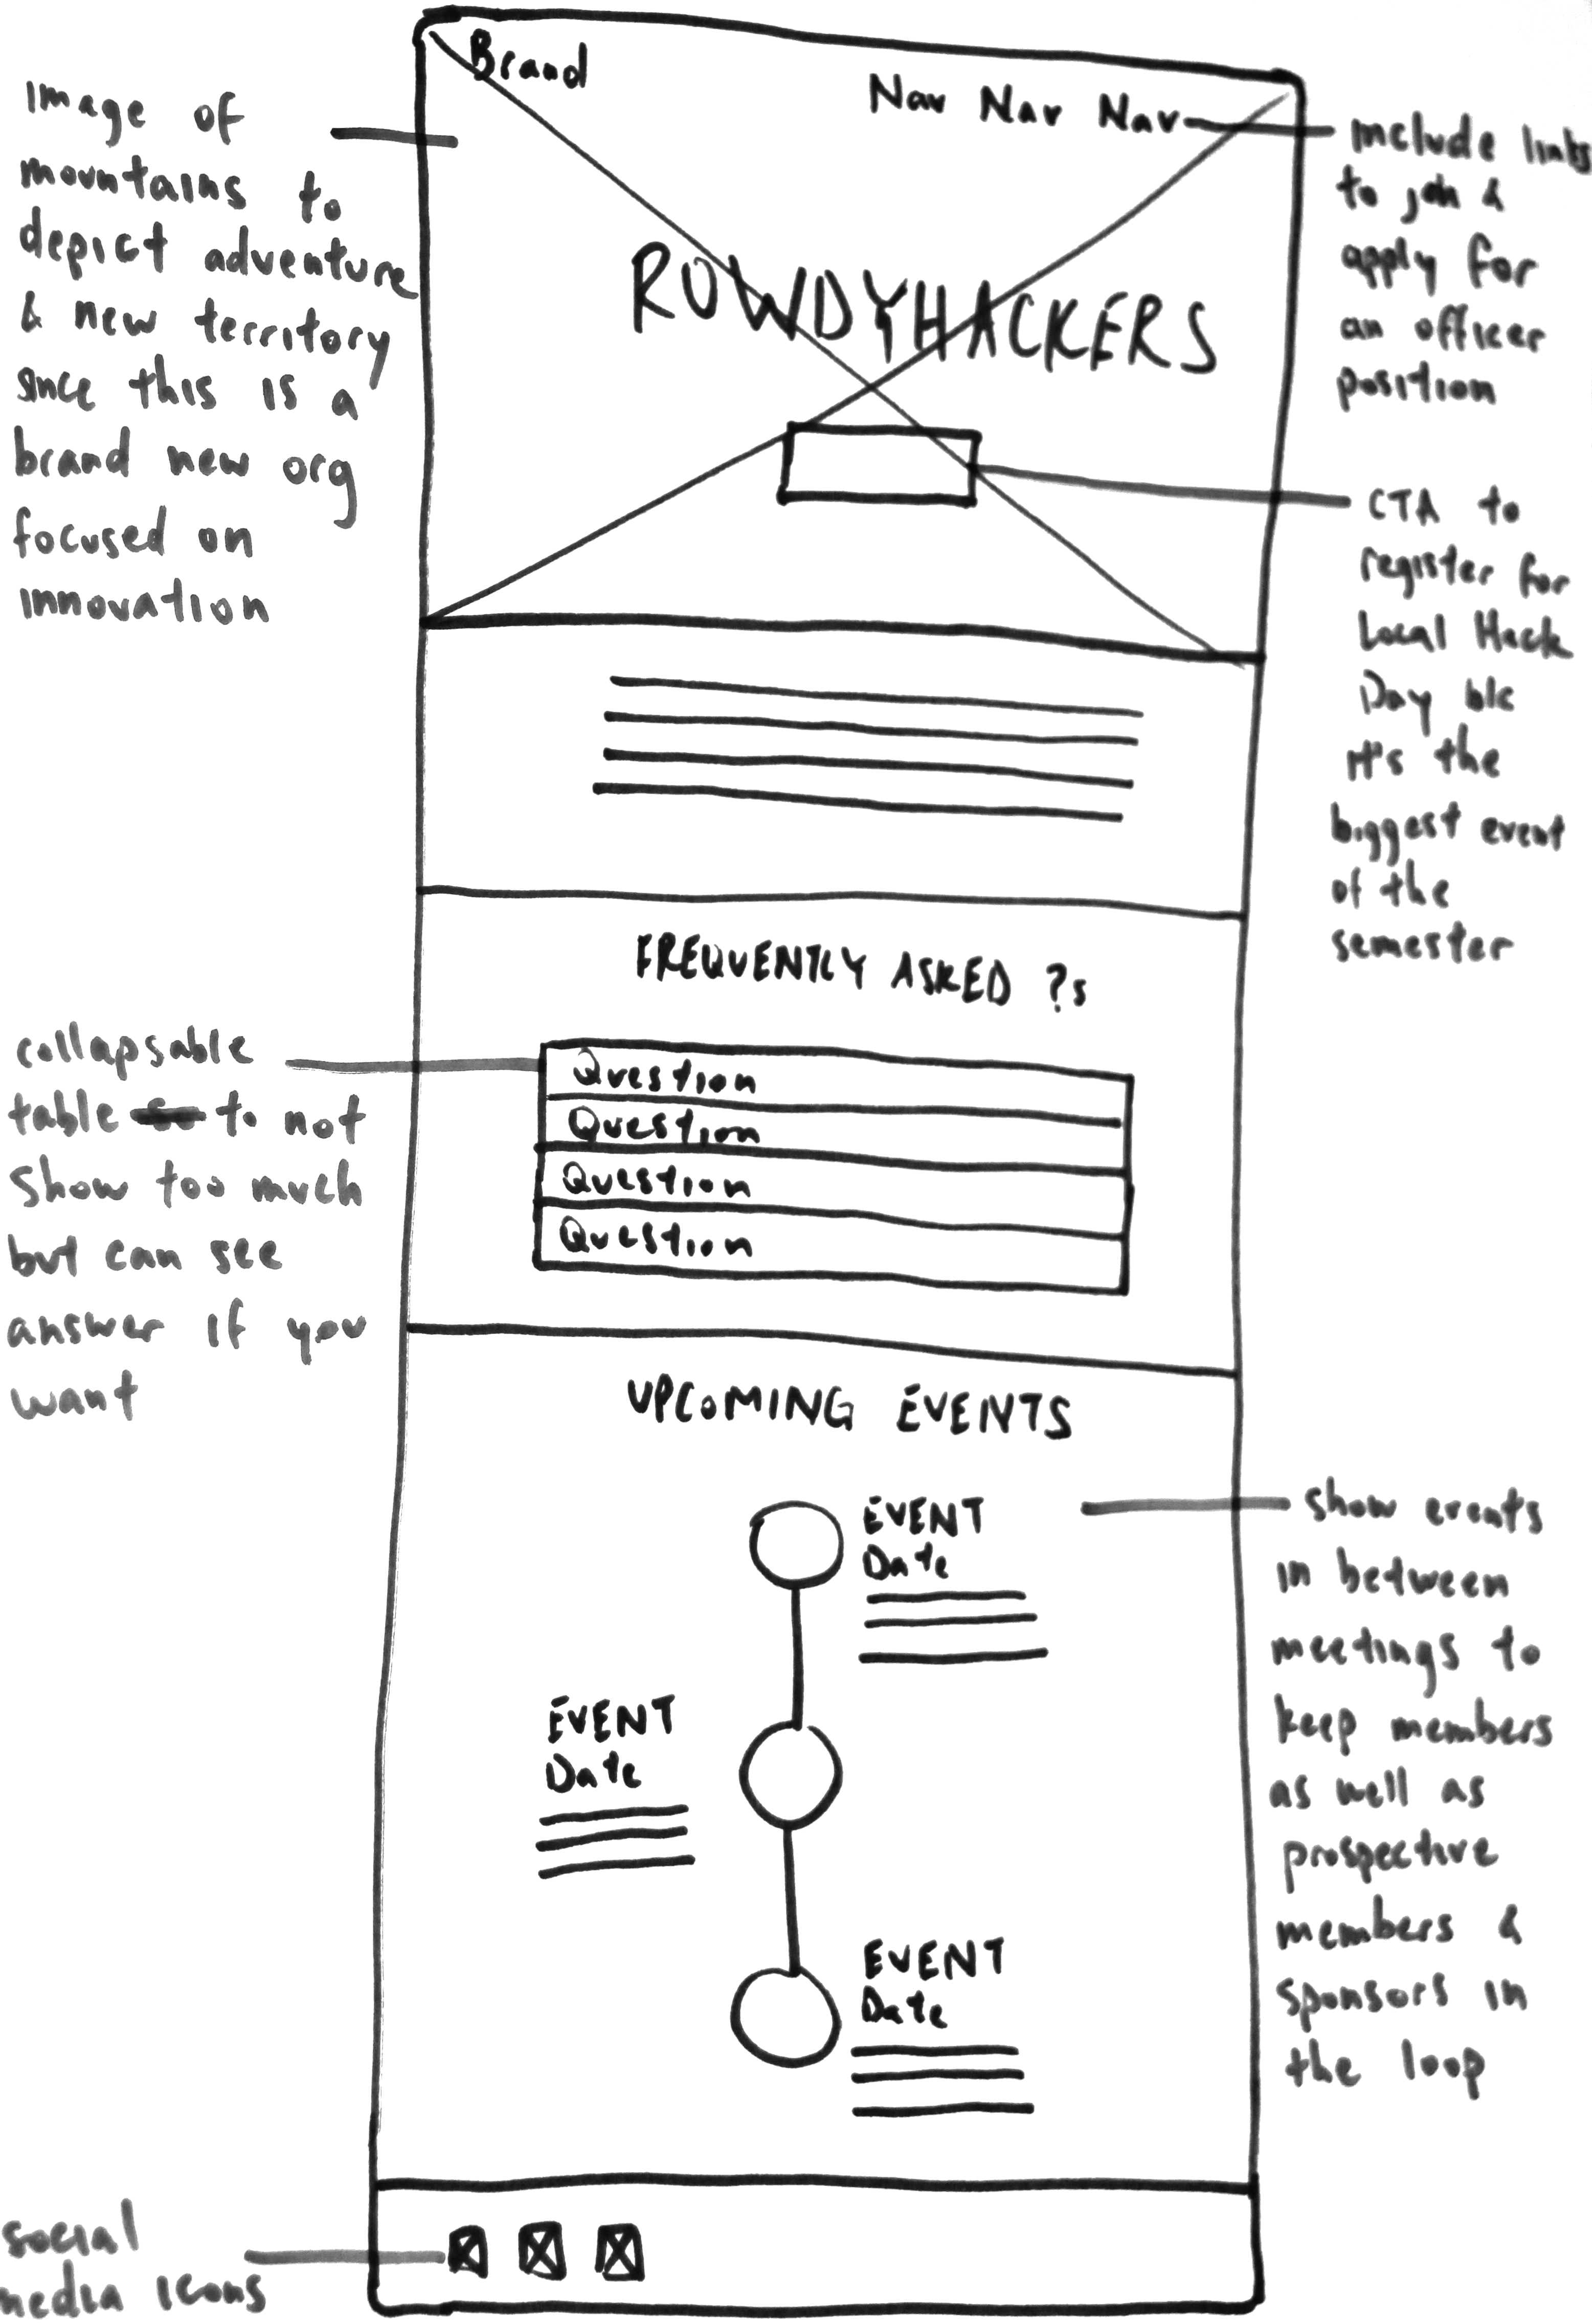 Brand
Nav Nav Nav
ROWDYHACKERS
Image of
mountains to
depict adventure
& new territory
since this is a
brand new org
focused on
innovation
include links
to join &
apply for
an officer
position
CTA to
register for
Local Hack
Day b/c
it's the
biggest event
of the
semester
FREQUENTLY ASKED ?s
Question
Question
Question
Question
collapsable
table to not
show too much
but can see
answer if you
want
UPCOMING EVENTS
EVENT
Date
EVENT
Date
EVENT
Date
show events
in between
meetings to
keep members
as well as
prospective
members &
sponsors in
the loop
social
media icons